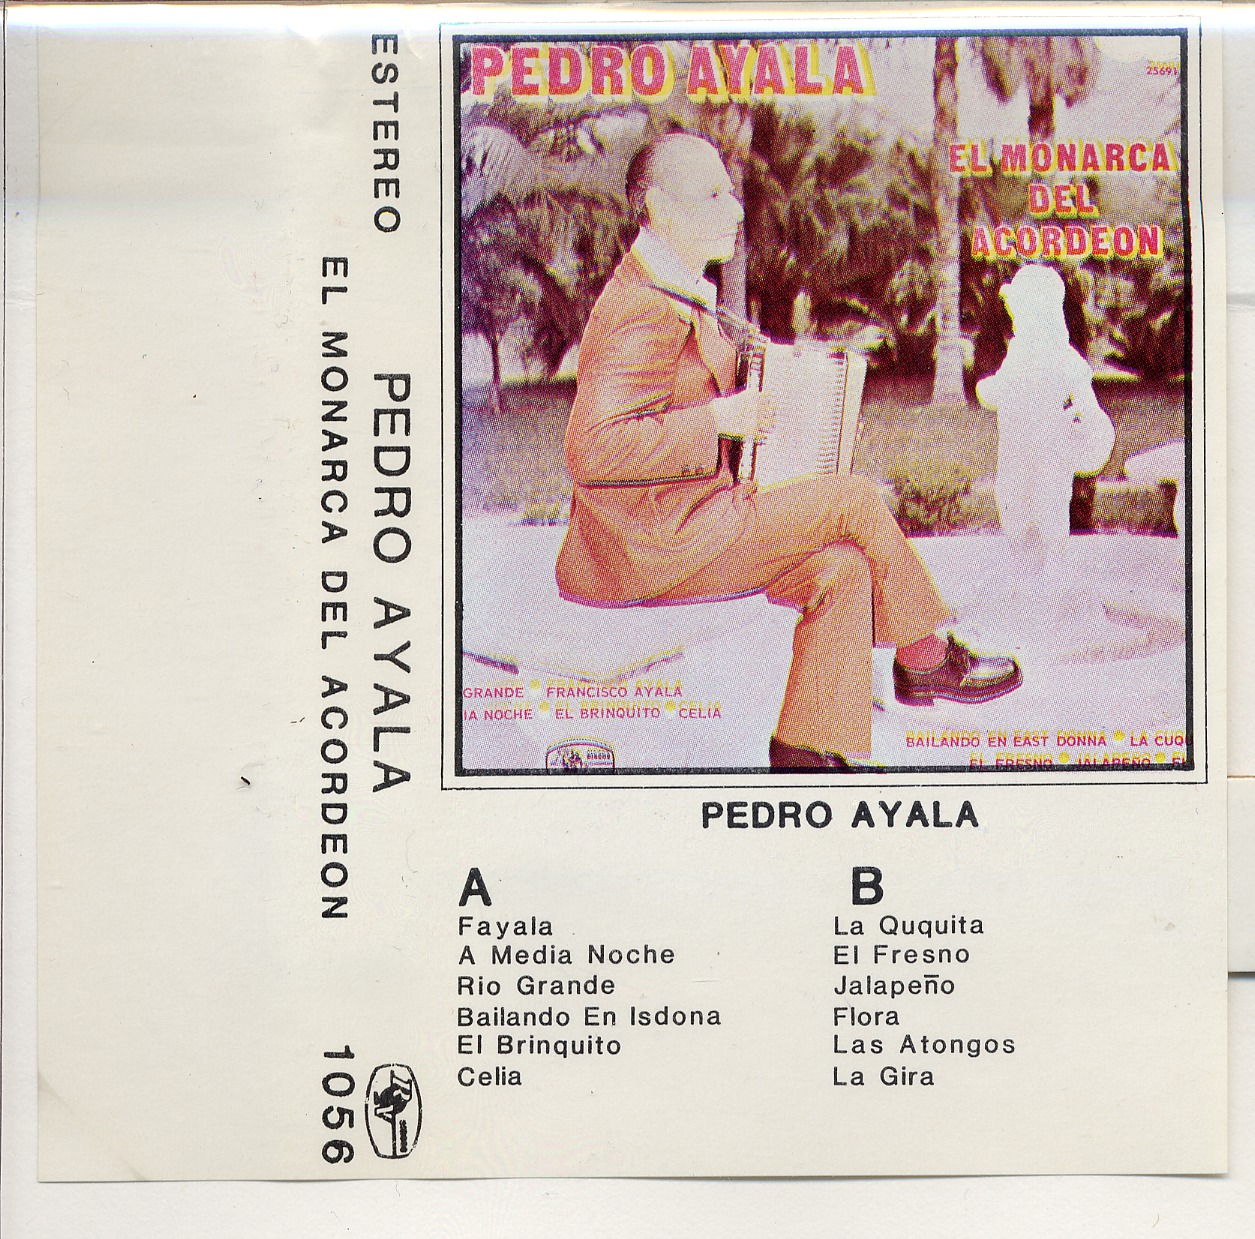 ESTEREO PEDRO AYALA
EL MONARCA DEL ACORDEON 1056
PEDRO AYALA
25691
EL MONARCA
DEL
ACORDEON
GRANDE * FRANCISCO AYALA
IA NOCHE * EL BRINQUITO * CELIA
BAILANDO EN EAST DONNA * LA CUQ
EL FRESNO * JALAPEÑO * EL
PEDRO AYALA
A
Fayala
A Media Noche
Rio Grande
Bailando En Isdona
El Brinquito
Celia
B
La Ququita
El Fresno
Jalapeño
Flora
Las Atongos
La Gira